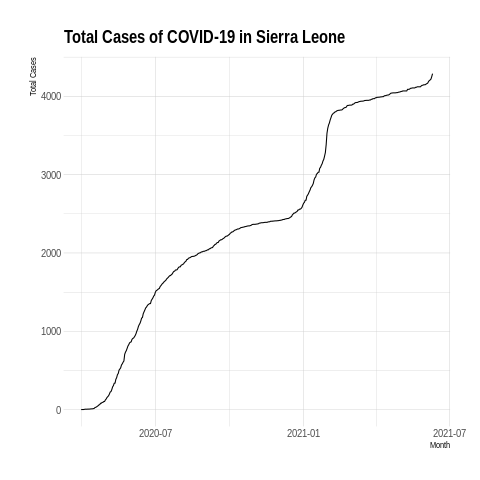 Total Cases of COVID-19 in Sierra Leone
Total Cases
4000
3000
2000
1000
0
2020-07
2021-01
2021-07
Month